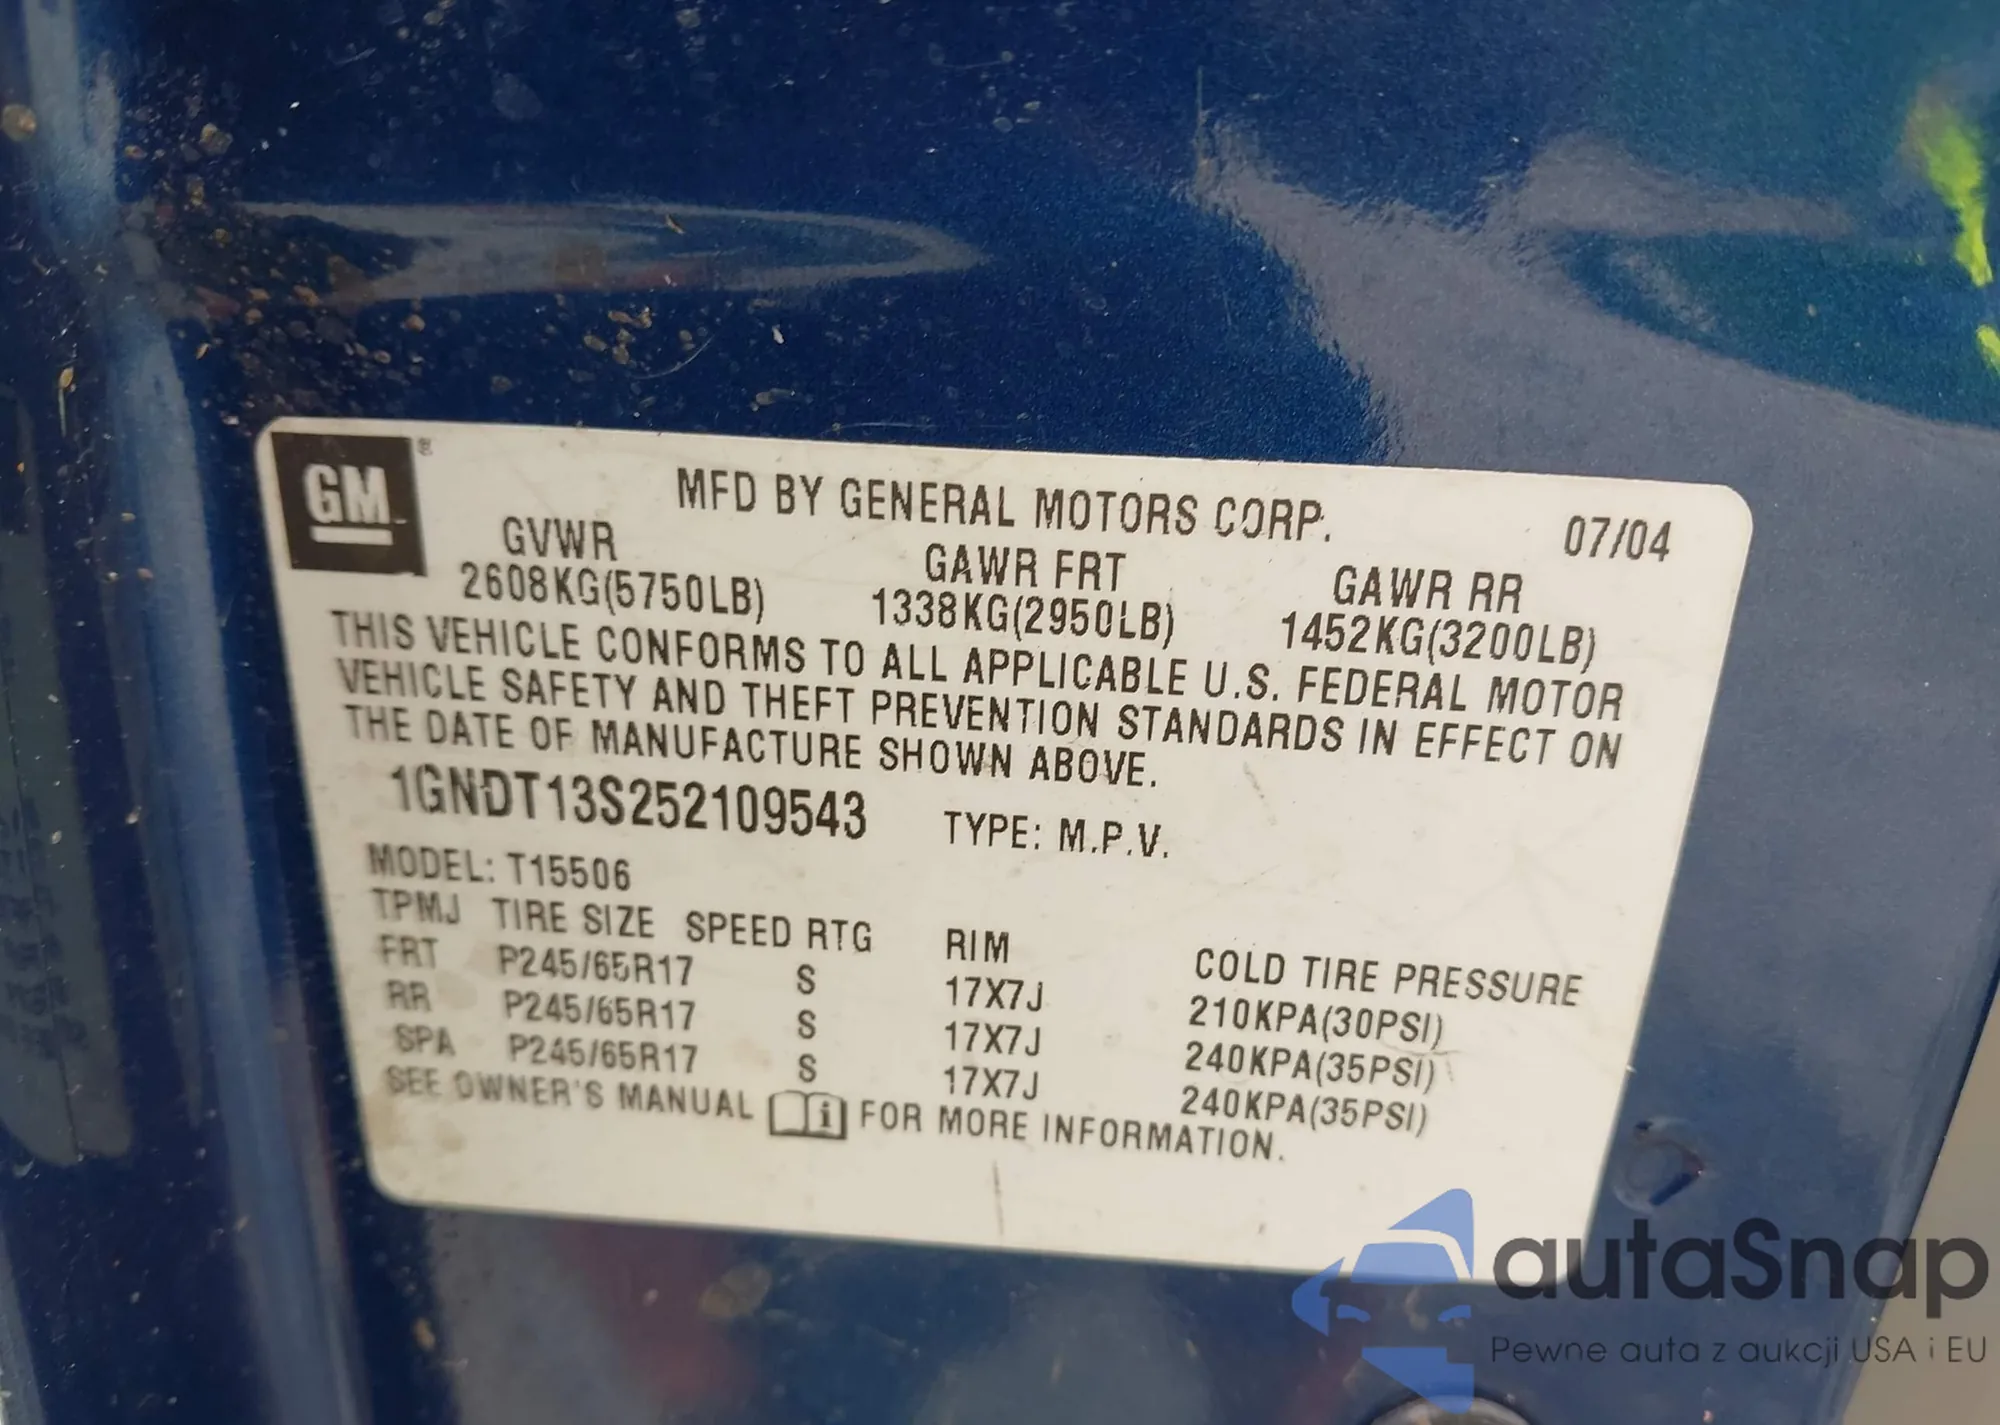 GM ®
MFD BY GENERAL MOTORS CORP. 07/04
GVWR GAWR FRT GAWR RR
2608KG(5750LB) 1338KG(2950LB) 1452KG(3200LB)
THIS VEHICLE CONFORMS TO ALL APPLICABLE U.S. FEDERAL MOTOR
VEHICLE SAFETY AND THEFT PREVENTION STANDARDS IN EFFECT ON
THE DATE OF MANUFACTURE SHOWN ABOVE.
1GNDT13S252109543 TYPE: M.P.V.
MODEL: T15506
TPMJ TIRE SIZE SPEED RTG RIM COLD TIRE PRESSURE
FRT P245/65R17 S 17X7J 210KPA(30PSI)
RR P245/65R17 S 17X7J 240KPA(35PSI)
SPA P245/65R17 S 17X7J 240KPA(35PSI)
SEE OWNER'S MANUAL i FOR MORE INFORMATION.
autaSnap
Pewne auta z aukcji USA i EU